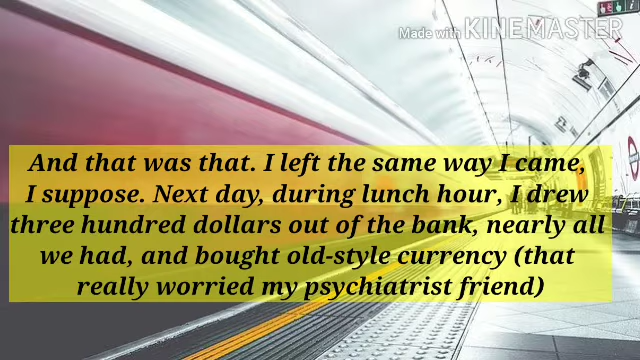 Made with KINEMASTER
And that was that. I left the same way I came,
I suppose. Next day, during lunch hour, I drew
three hundred dollars out of the bank, nearly all
we had, and bought old-style currency (that
really worried my psychiatrist friend)